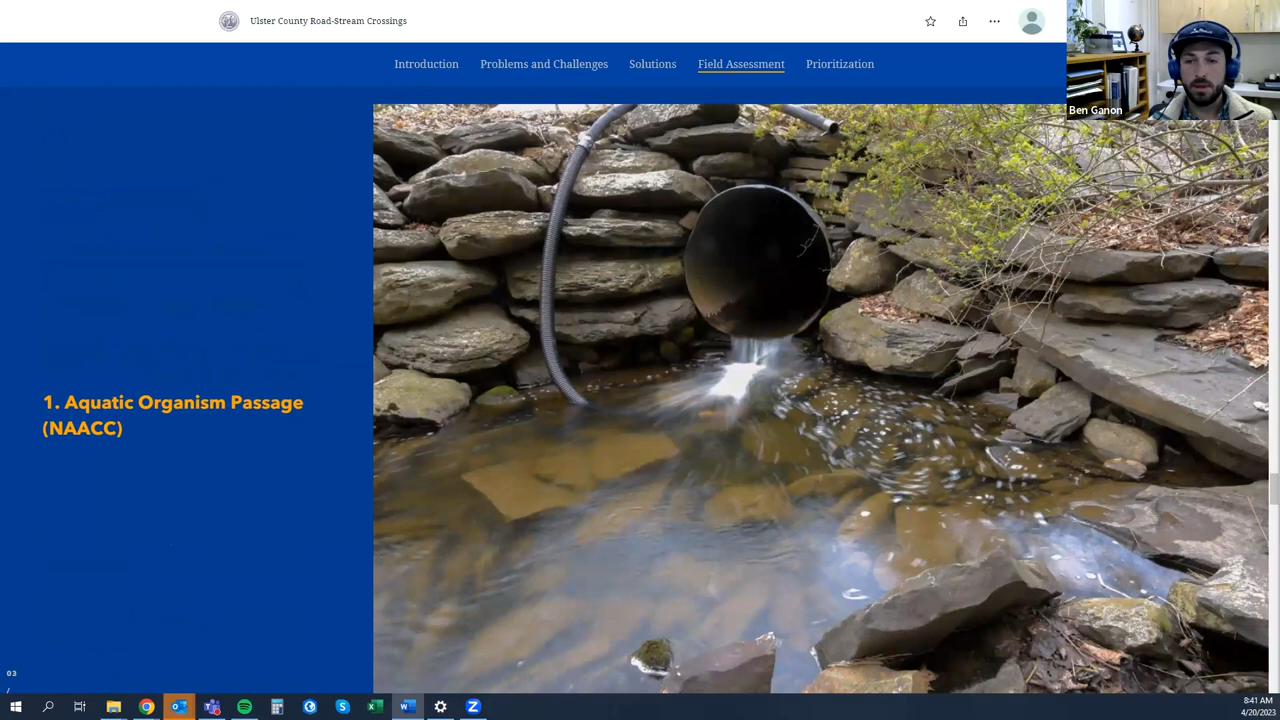 Ulster County Road-Stream Crossings
Introduction Problems and Challenges Solutions Field Assessment Prioritization
Ben Ganon
1. Aquatic Organism Passage
(NAACC)
03
/
8:41 AM
4/20/2023